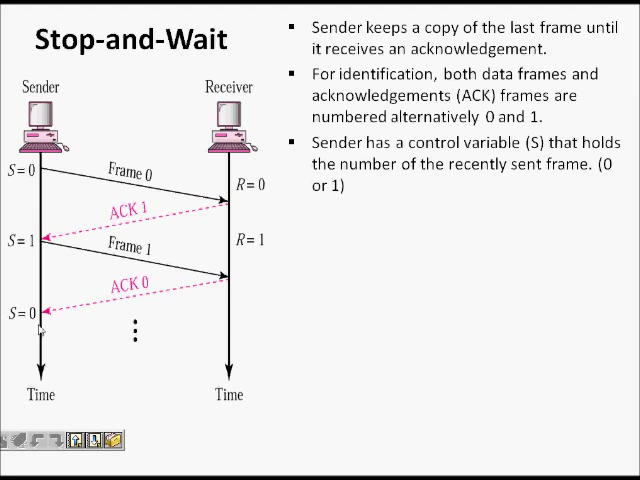 Stop-and-Wait
Sender
Receiver
S = 0
Frame 0
R = 0
ACK 1
S = 1
Frame 1
R = 1
ACK 0
S = 0
Time
Time
Sender keeps a copy of the last frame until
it receives an acknowledgement.
For identification, both data frames and
acknowledgements (ACK) frames are
numbered alternatively 0 and 1.
Sender has a control variable (S) that holds
the number of the recently sent frame. (0
or 1)